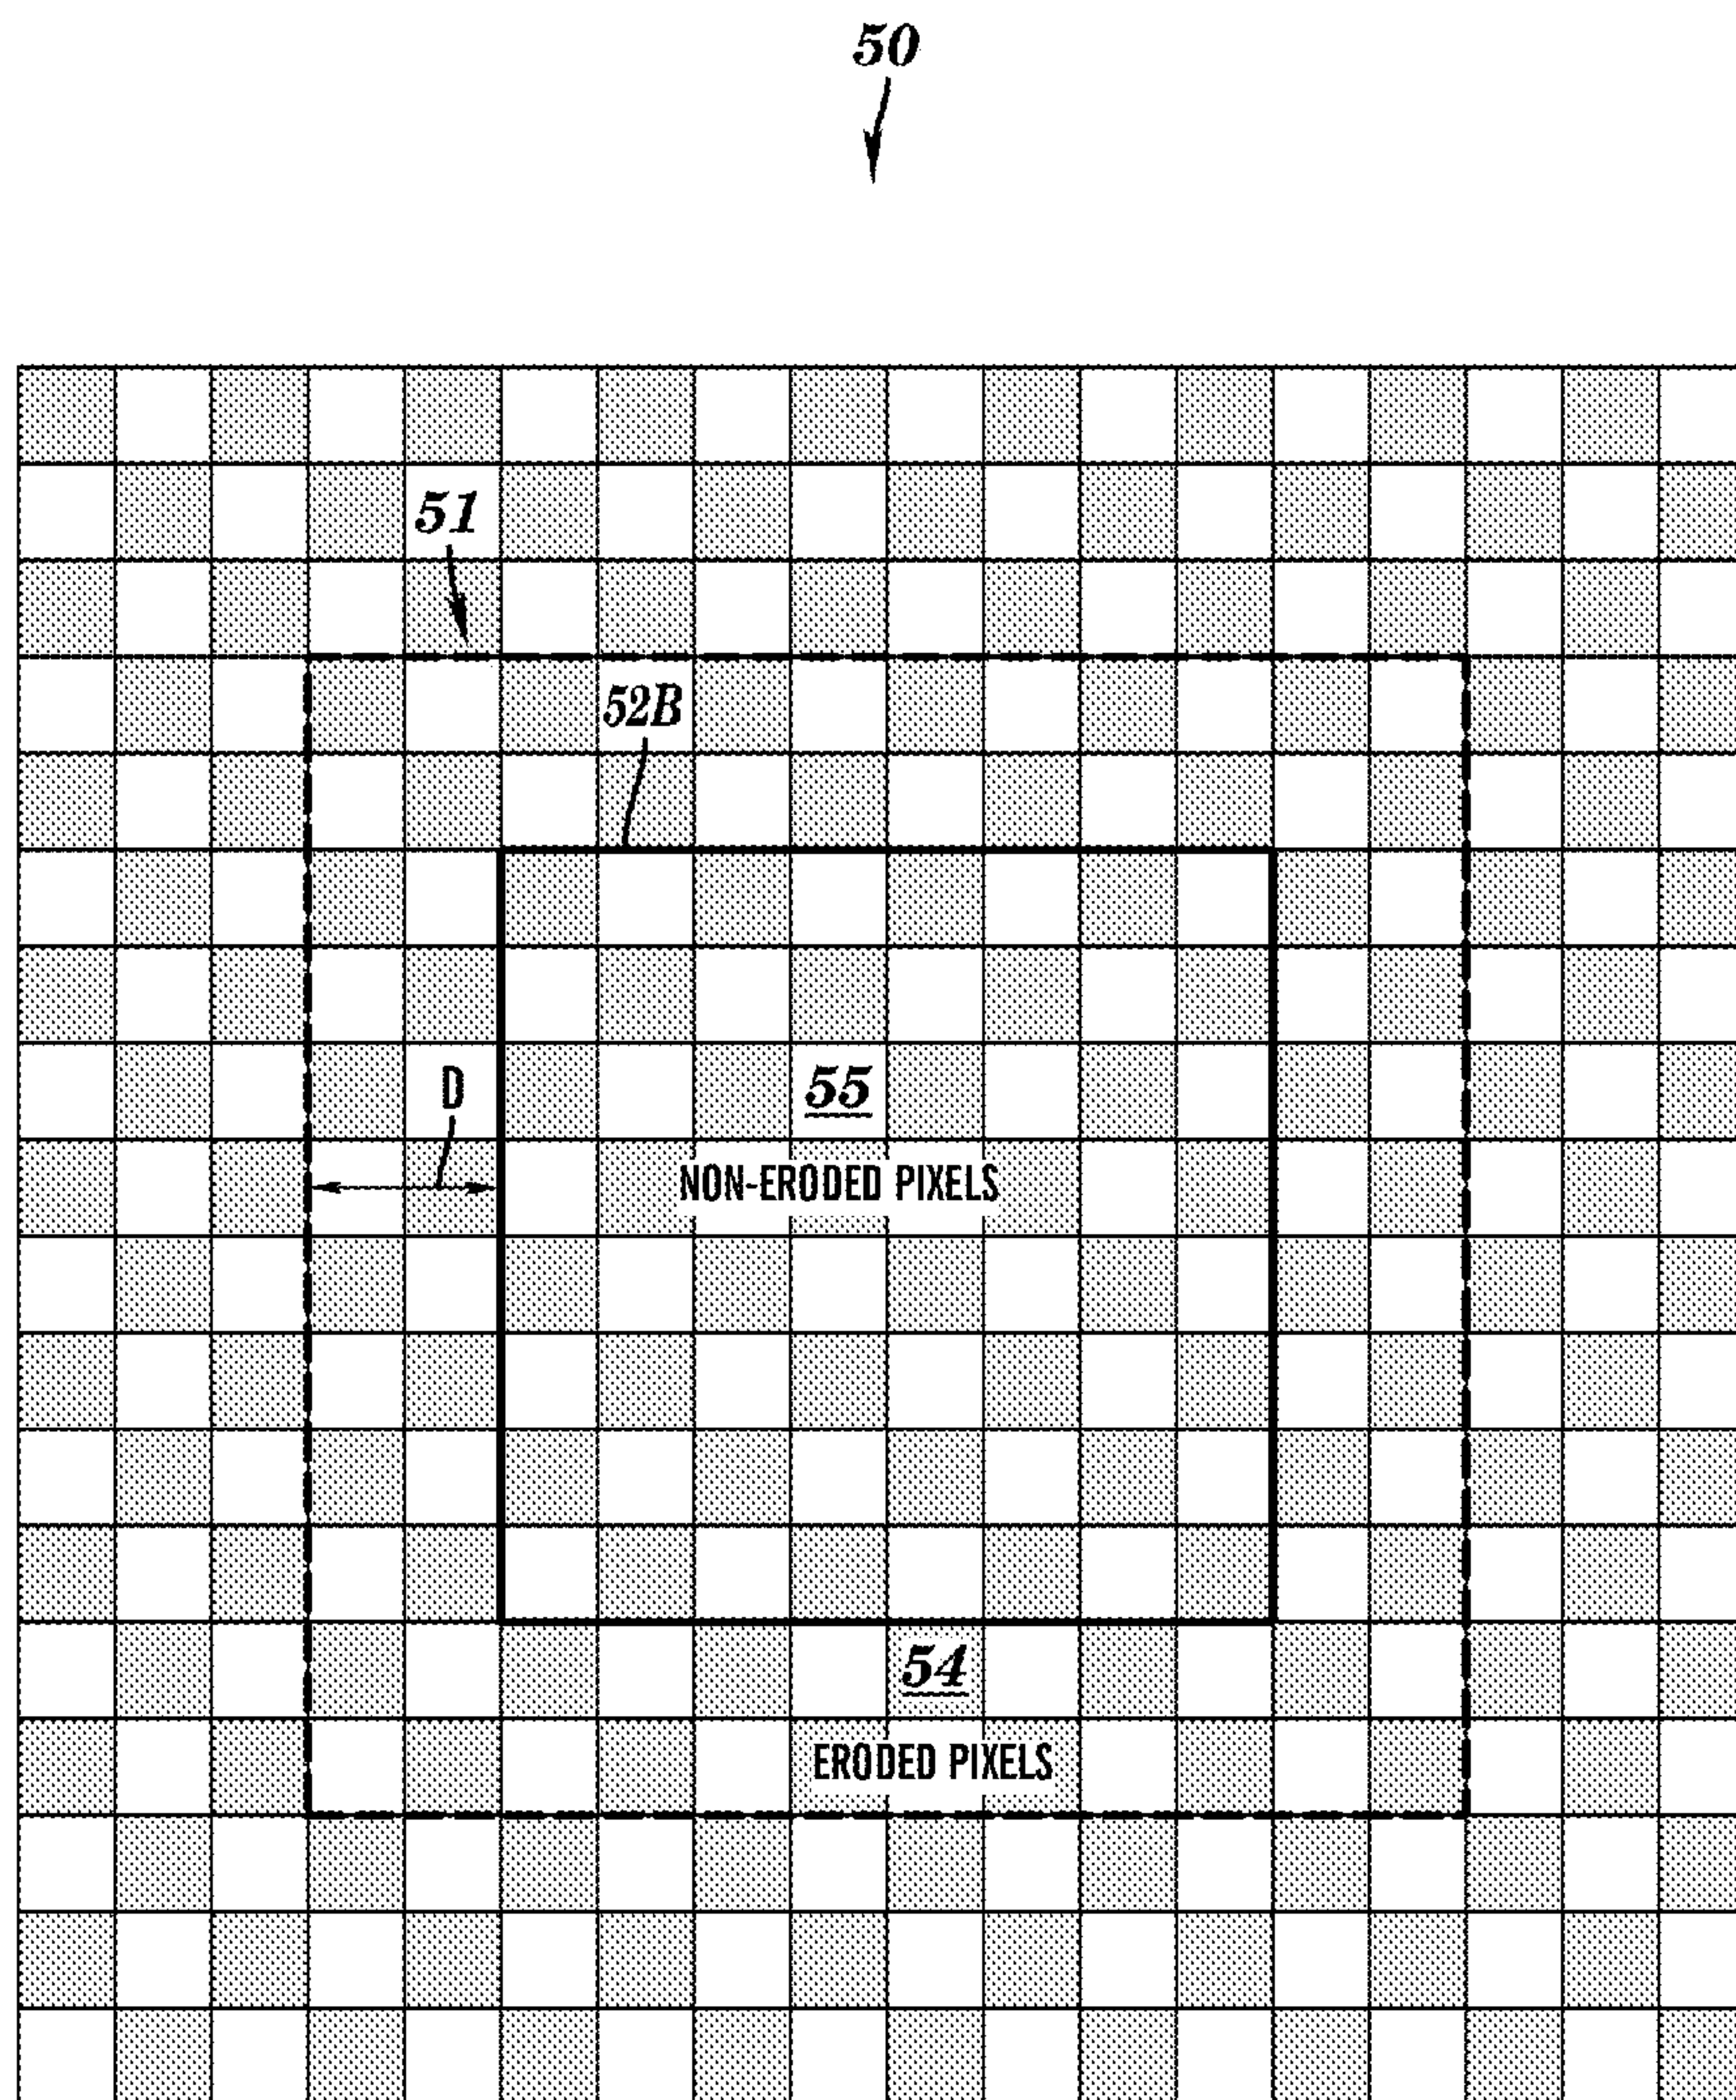 50
51
52B
55
D
NON-ERODED PIXELS
54
ERODED PIXELS